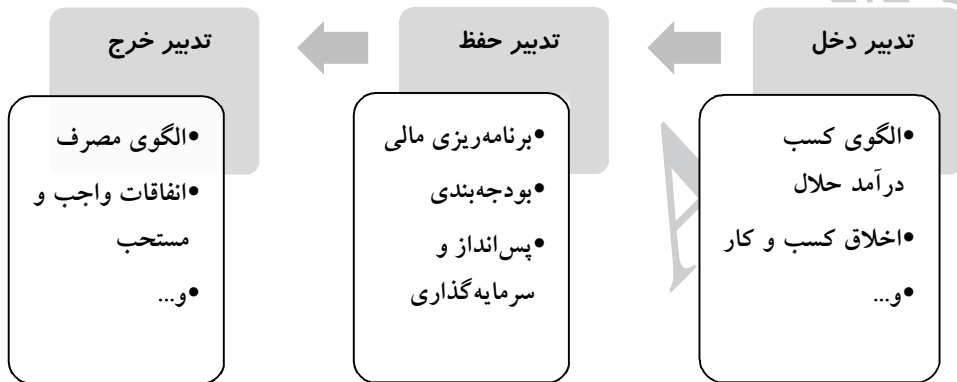 تدبیر دخل
•الگوی کسب
درآمد حلال
•اخلاق کسب و کار
•و...
تدبیر حفظ
•برنامه‌ریزی مالی
•بودجه‌بندی
•پس‌انداز و
سرمایه‌گذاری
تدبیر خرج
•الگوی مصرف
•انفاقات واجب و
مستحب
•و...